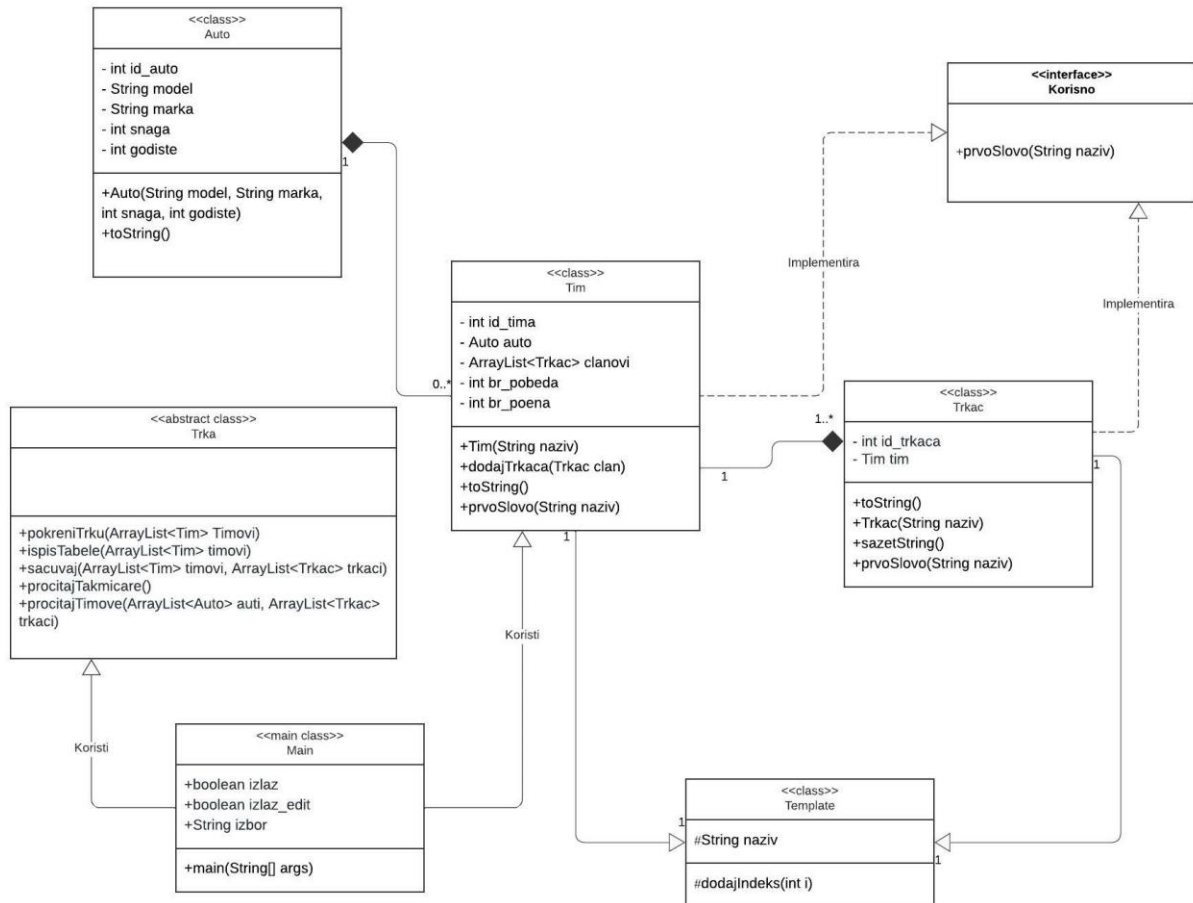 <<class>>
Auto
- int id_auto
- String model
- String marka
- int snaga
- int godiste
+Auto(String model, String marka,
int snaga, int godiste)
+toString()
1
0..*
<<interface>>
Korisno
+prvoSlovo(String naziv)
Implementira
Implementira
<<class>>
Tim
- int id_tima
- Auto auto
- ArrayList<Trkac> clanovi
- int br_pobeda
- int br_poena
+Tim(String naziv)
+dodajTrkaca(Trkac clan)
+toString()
+prvoSlovo(String naziv)
1..*
1
1
<<class>>
Trkac
- int id_trkaca
- Tim tim
+toString()
+Trkac(String naziv)
+sazetString()
+prvoSlovo(String naziv)
1
<<abstract class>>
Trka
+pokreniTrku(ArrayList<Tim> Timovi)
+ispisTabele(ArrayList<Tim> timovi)
+sacuvaj(ArrayList<Tim> timovi, ArrayList<Trkac> trkaci)
+procitajTakmicare()
+procitajTimove(ArrayList<Auto> auti, ArrayList<Trkac>
trkaci)
Koristi
Koristi
<<main class>>
Main
+boolean izlaz
+boolean izlaz_edit
+String izbor
+main(String[] args)
<<class>>
Template
1
#String naziv
1
#dodajIndeks(int i)